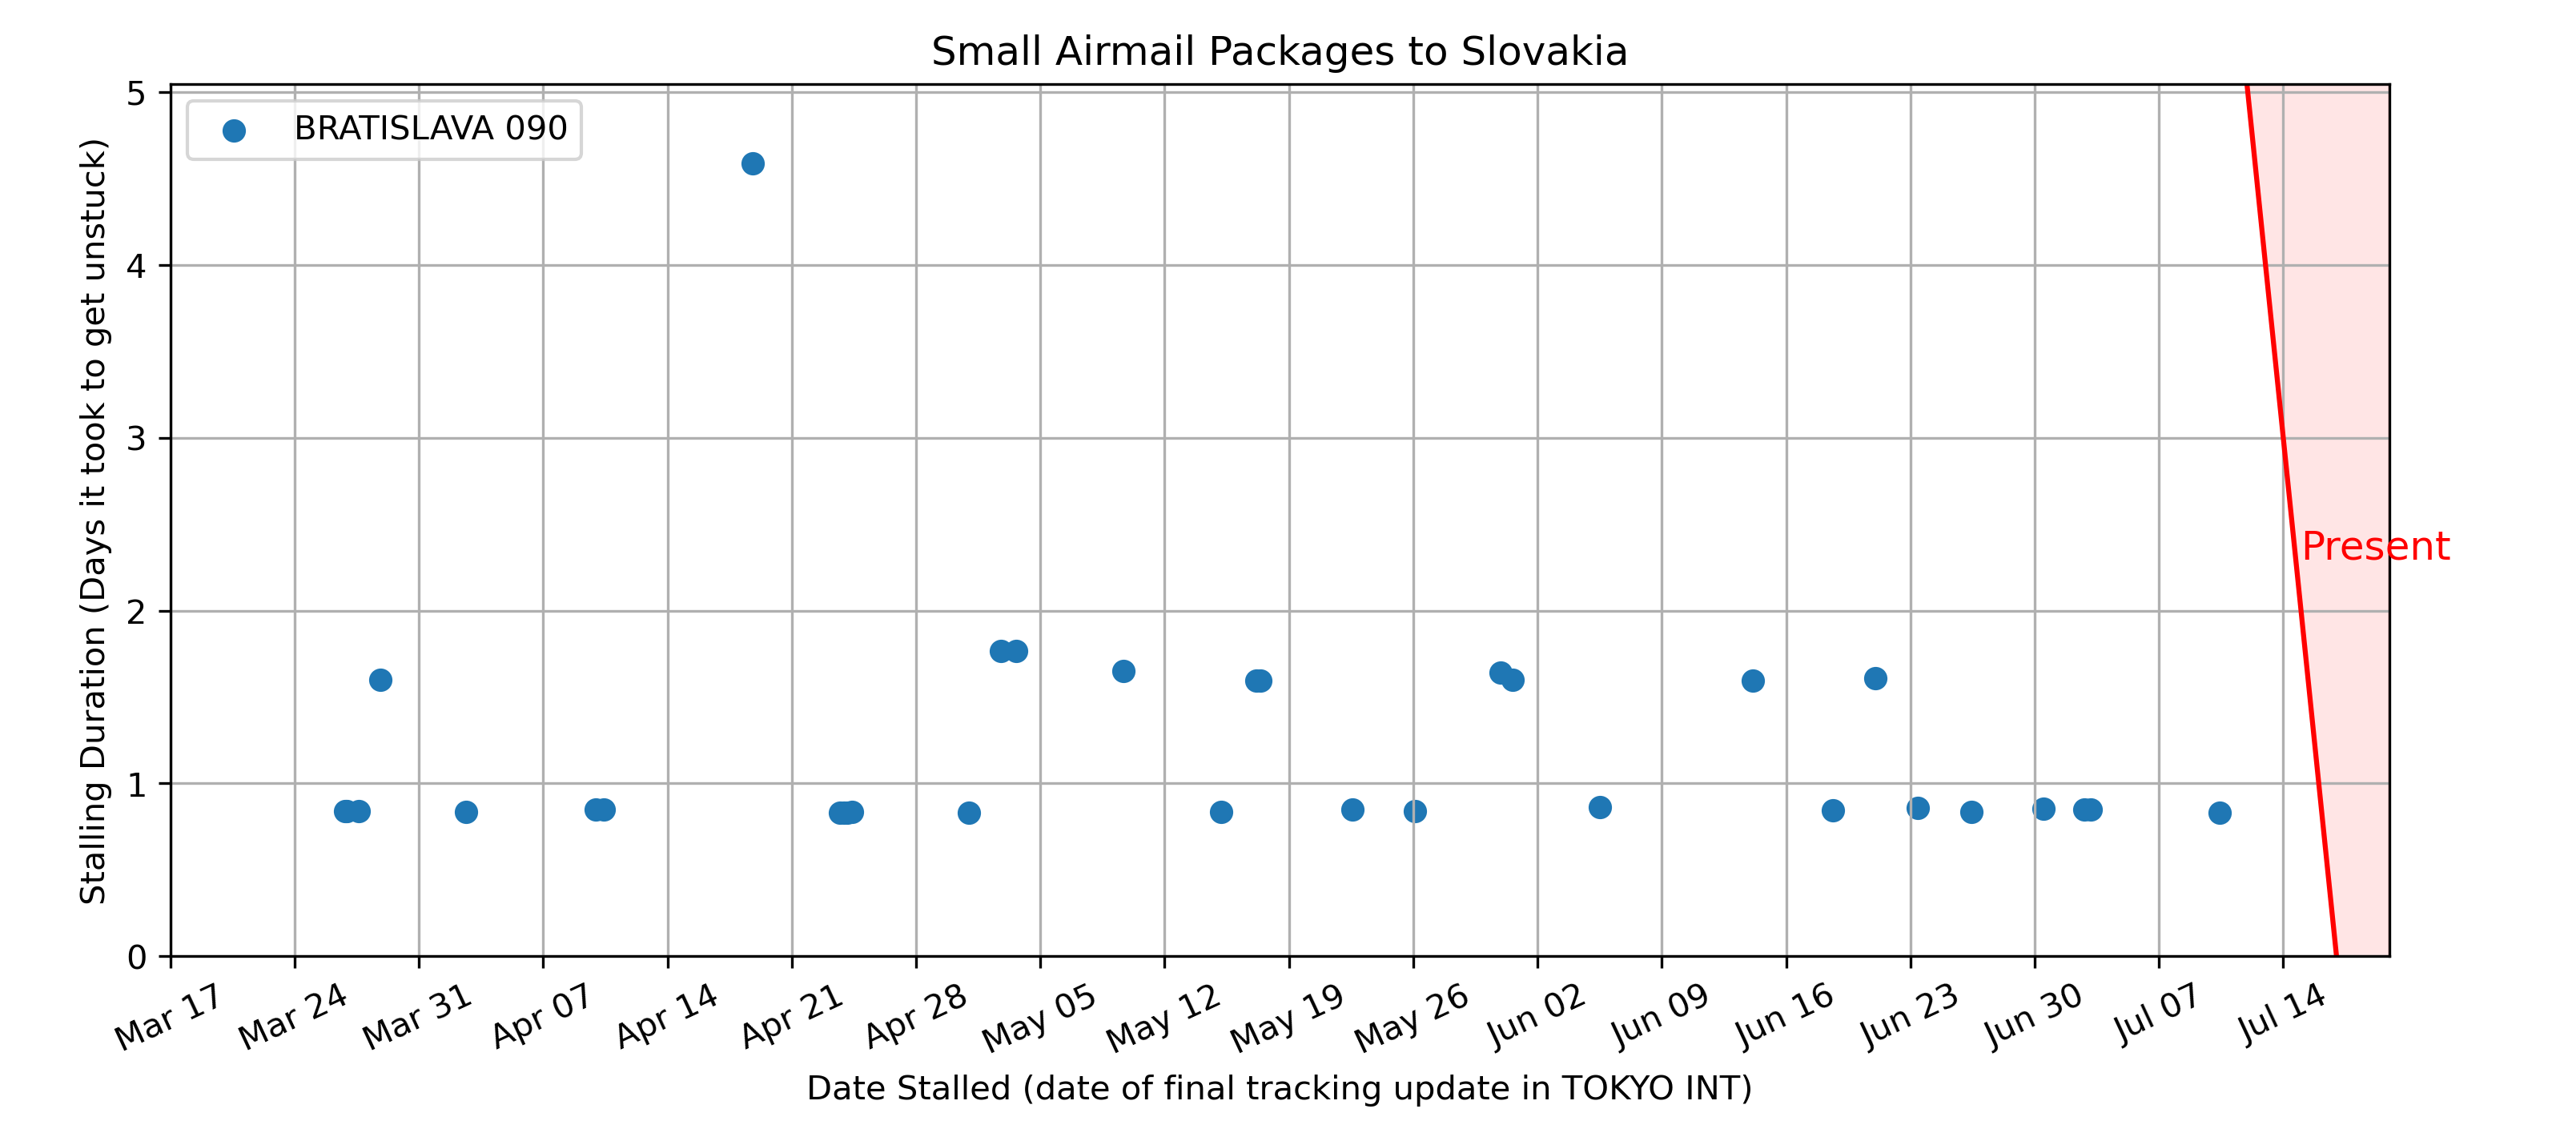 Small Airmail Packages to Slovakia
BRATISLAVA 090
5
4
3
2
1
0
Stalling Duration (Days it took to get unstuck)
Present
Mar 17
Mar 24
Mar 31
Apr 07
Apr 14
Apr 21
Apr 28
May 05
May 12
May 19
May 26
Jun 02
Jun 09
Jun 16
Jun 23
Jun 30
Jul 07
Jul 14
Date Stalled (date of final tracking update in TOKYO INT)